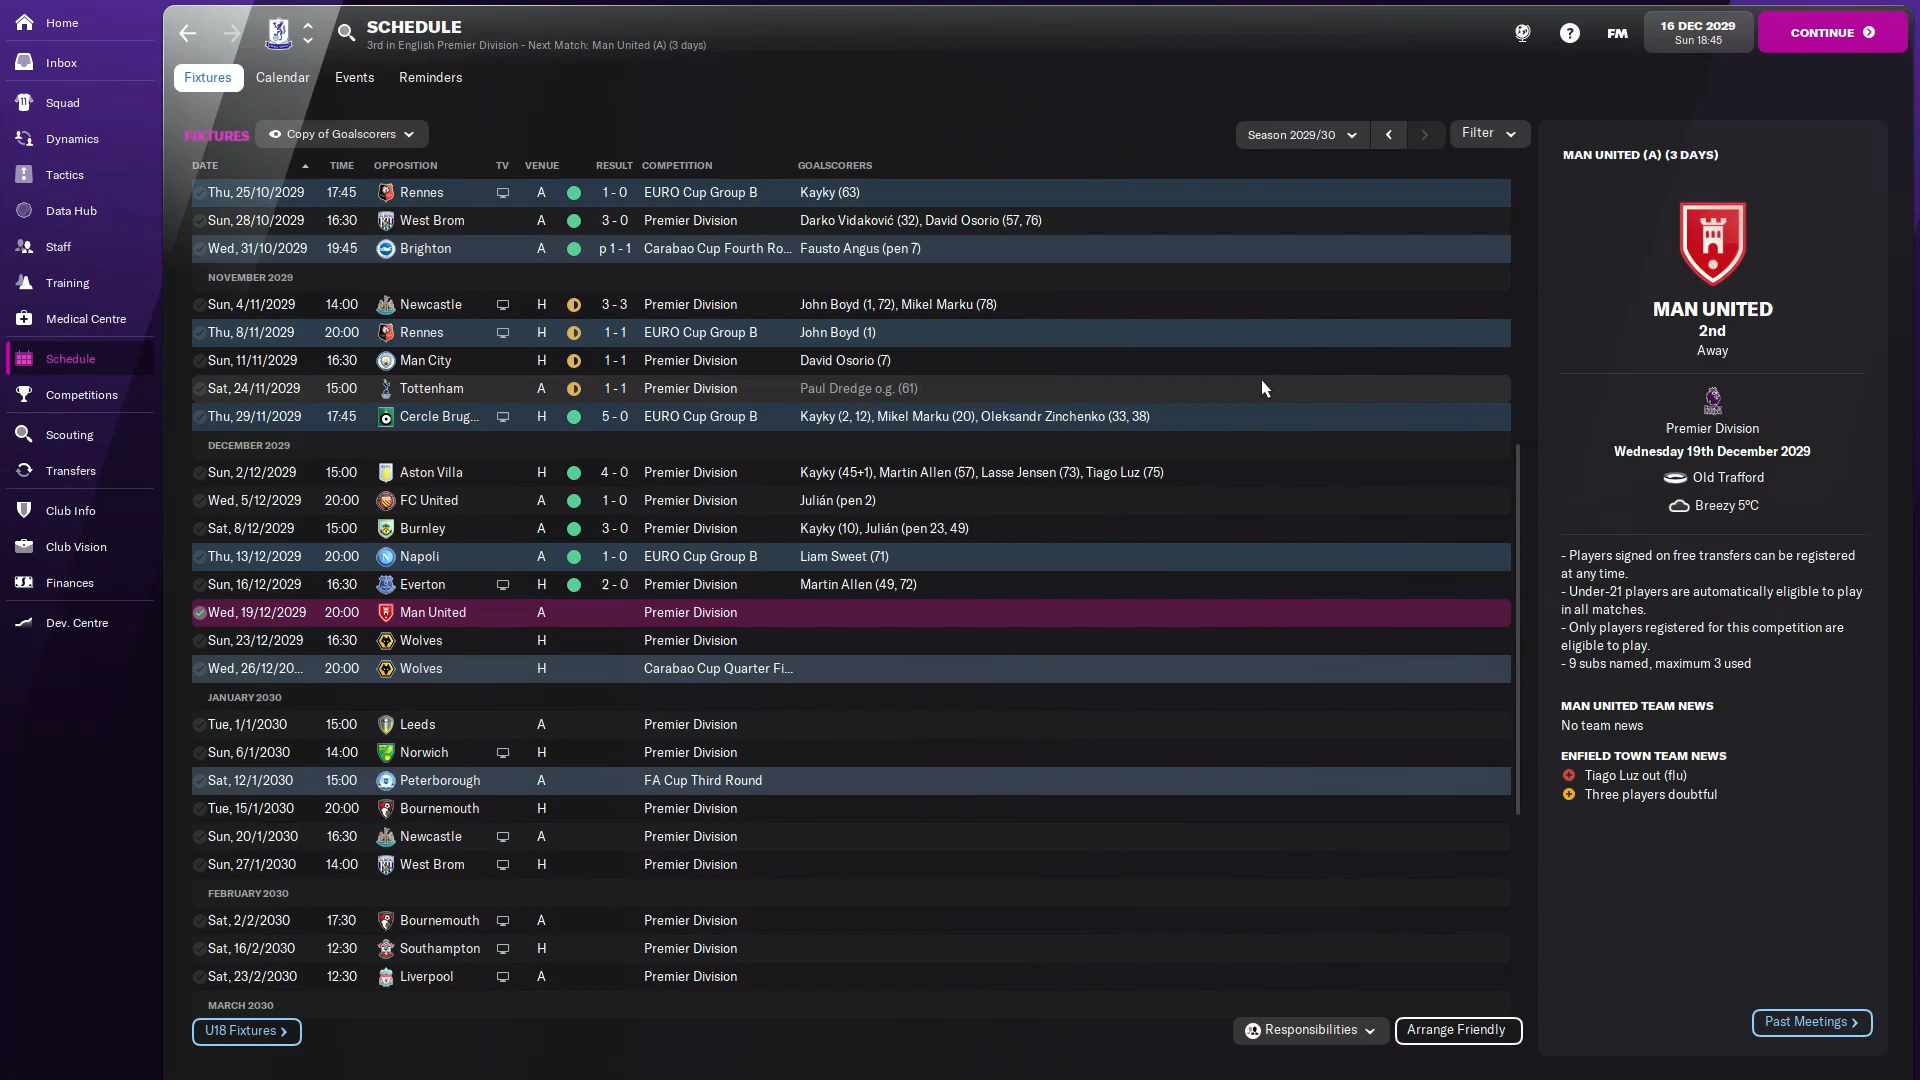 Home
Inbox
Squad
Dynamics
Tactics
Data Hub
Staff
Training
Medical Centre
Schedule
Competitions
Scouting
Transfers
Club Info
Club Vision
Finances
Dev. Centre
SCHEDULE
3rd in English Premier Division - Next Match: Man United (A) (3 days)
FM
16 DEC 2029
Sun 18:45
CONTINUE
Fixtures Calendar Events Reminders
FIXTURES Copy of Goalscorers Season 2029/30 Filter
DATE TIME OPPOSITION TV VENUE RESULT COMPETITION GOALSCORERS
Thu, 25/10/2029 17:45 Rennes A 1 - 0 EURO Cup Group B Kayky (63)
Sun, 28/10/2029 16:30 West Brom A 3 - 0 Premier Division Darko Vidaković (32), David Osorio (57, 76)
Wed, 31/10/2029 19:45 Brighton A p 1 - 1 Carabao Cup Fourth Ro... Fausto Angus (pen 7)
NOVEMBER 2029
Sun, 4/11/2029 14:00 Newcastle H 3 - 3 Premier Division John Boyd (1, 72), Mikel Marku (78)
Thu, 8/11/2029 20:00 Rennes H 1 - 1 EURO Cup Group B John Boyd (1)
Sun, 11/11/2029 16:30 Man City H 1 - 1 Premier Division David Osorio (7)
Sat, 24/11/2029 15:00 Tottenham A 1 - 1 Premier Division Paul Dredge o.g. (61)
Thu, 29/11/2029 17:45 Cercle Brug... H 5 - 0 EURO Cup Group B Kayky (2, 12), Mikel Marku (20), Oleksandr Zinchenko (33, 38)
DECEMBER 2029
Sun, 2/12/2029 15:00 Aston Villa H 4 - 0 Premier Division Kayky (45+1), Martin Allen (57), Lasse Jensen (73), Tiago Luz (75)
Wed, 5/12/2029 20:00 FC United A 1 - 0 Premier Division Julián (pen 2)
Sat, 8/12/2029 15:00 Burnley A 3 - 0 Premier Division Kayky (10), Julián (pen 23, 49)
Thu, 13/12/2029 20:00 Napoli A 1 - 0 EURO Cup Group B Liam Sweet (71)
Sun, 16/12/2029 16:30 Everton H 2 - 0 Premier Division Martin Allen (49, 72)
Wed, 19/12/2029 20:00 Man United A Premier Division
Sun, 23/12/2029 16:30 Wolves H Premier Division
Wed, 26/12/20... 20:00 Wolves H Carabao Cup Quarter Fi...
JANUARY 2030
Tue, 1/1/2030 15:00 Leeds A Premier Division
Sun, 6/1/2030 14:00 Norwich H Premier Division
Sat, 12/1/2030 15:00 Peterborough A FA Cup Third Round
Tue, 15/1/2030 20:00 Bournemouth H Premier Division
Sun, 20/1/2030 16:30 Newcastle A Premier Division
Sun, 27/1/2030 14:00 West Brom H Premier Division
FEBRUARY 2030
Sat, 2/2/2030 17:30 Bournemouth A Premier Division
Sat, 16/2/2030 12:30 Southampton H Premier Division
Sat, 23/2/2030 12:30 Liverpool A Premier Division
MARCH 2030
U18 Fixtures Responsibilities Arrange Friendly
MAN UNITED (A) (3 DAYS)
MAN UNITED
2nd
Away
Premier Division
Wednesday 19th December 2029
Old Trafford
Breezy 5ºC
- Players signed on free transfers can be registered
at any time.
- Under-21 players are automatically eligible to play
in all matches.
- Only players registered for this competition are
eligible to play.
- 9 subs named, maximum 3 used
MAN UNITED TEAM NEWS
No team news
ENFIELD TOWN TEAM NEWS
Tiago Luz out (flu)
Three players doubtful
Past Meetings